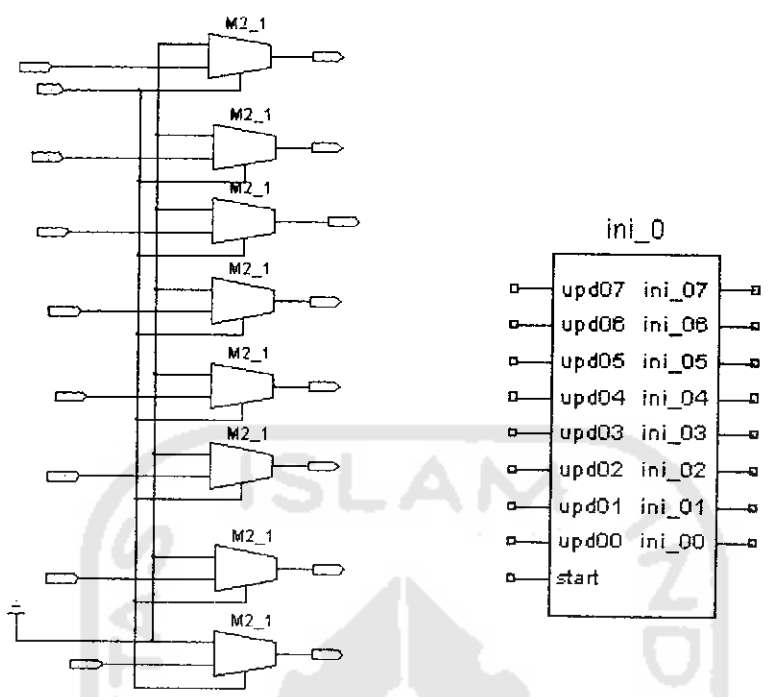 M2_1
M2_1
M2_1
M2_1
M2_1
M2_1
M2_1
M2_1
ini_0
upd07 ini_07
upd06 ini_06
upd05 ini_05
upd04 ini_04
upd03 ini_03
upd02 ini_02
upd01 ini_01
upd00 ini_00
start
ISLAM